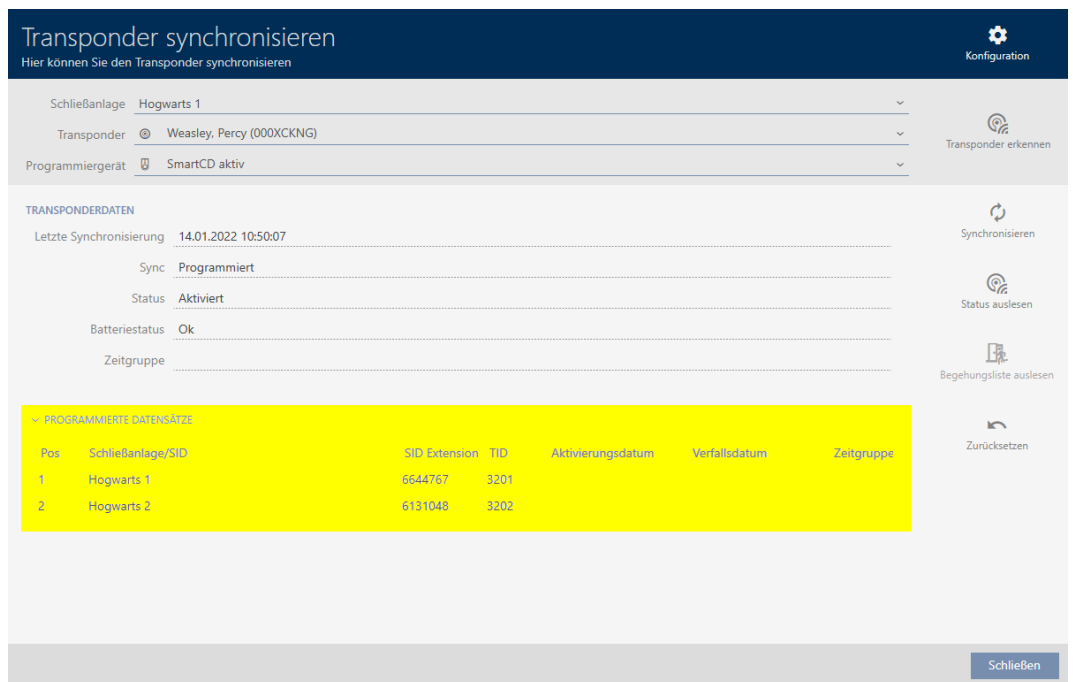 Transponder synchronisieren
Hier können Sie den Transponder synchronisieren
Konfiguration
Schließanlage Hogwarts 1
Transponder Weasley, Percy (000XCKNG)
Programmiergerät SmartCD aktiv
Transponder erkennen
TRANSPONDERDATEN
Letzte Synchronisierung 14.01.2022 10:50:07
Sync Programmiert
Status Aktiviert
Batteriestatus Ok
Zeitgruppe
Synchronisieren
Status auslesen
Begehungsliste auslesen
Zurücksetzen
PROGRAMMIERTE DATENSÄTZE
Pos Schließanlage/SID SID Extension TID Aktivierungsdatum Verfallsdatum Zeitgruppe
1 Hogwarts 1 6644767 3201
2 Hogwarts 2 6131048 3202
Schließen